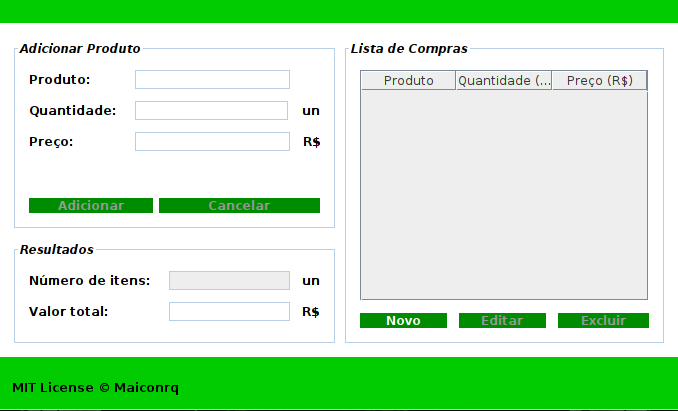 Adicionar Produto
Produto:
Quantidade: un
Preço: R$
Adicionar Cancelar
Resultados
Número de itens: un
Valor total: R$
Lista de Compras
Produto Quantidade (... Preço (R$)
Novo Editar Excluir
MIT License © Maiconrq